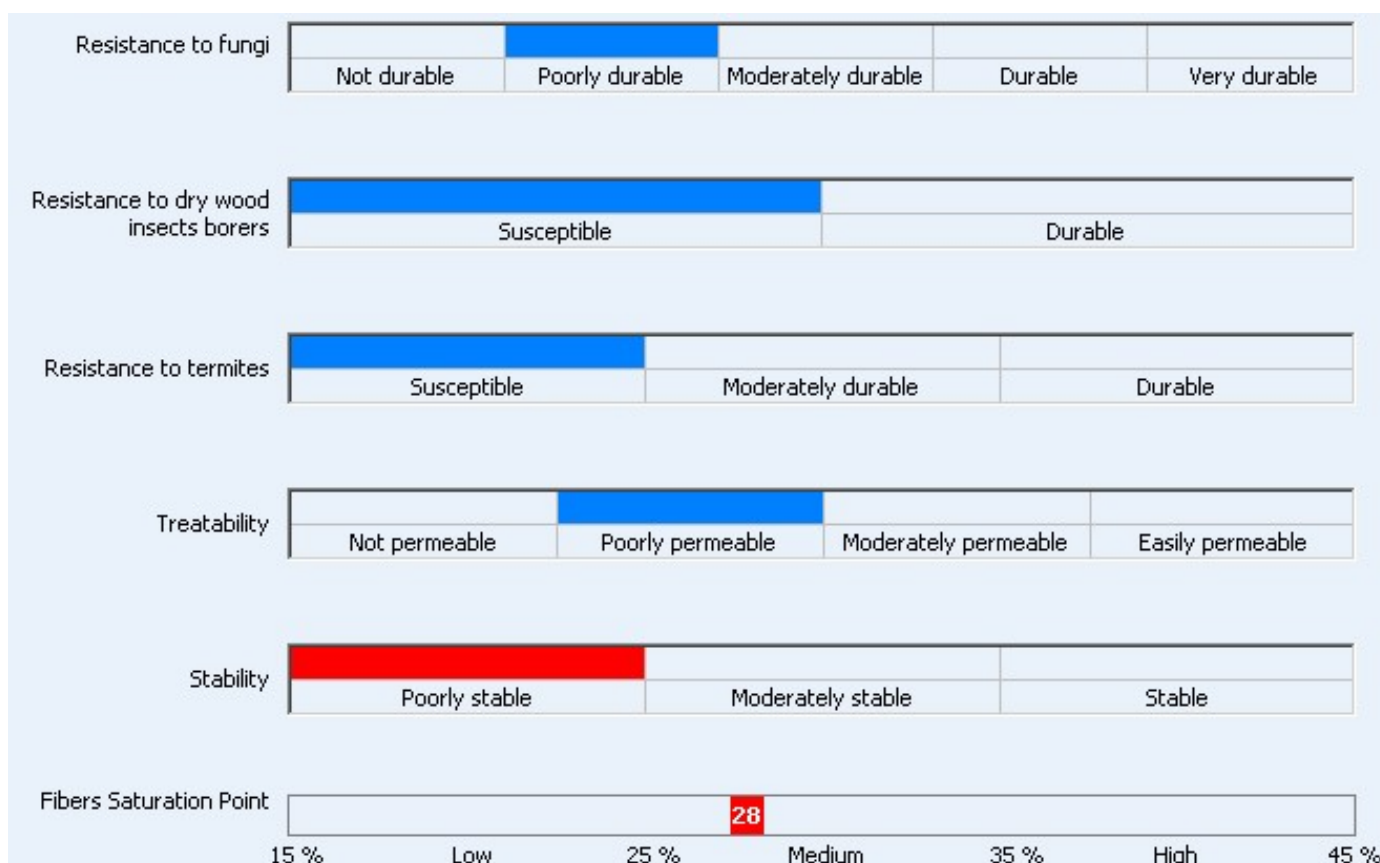 Resistance to fungi
Not durable Poorly durable Moderately durable Durable Very durable
Resistance to dry wood
insects borers
Susceptible Durable
Resistance to termites
Susceptible Moderately durable Durable
Treatability
Not permeable Poorly permeable Moderately permeable Easily permeable
Stability
Poorly stable Moderately stable Stable
Fibers Saturation Point
28
15 % Low 25 % Medium 35 % High 45 %